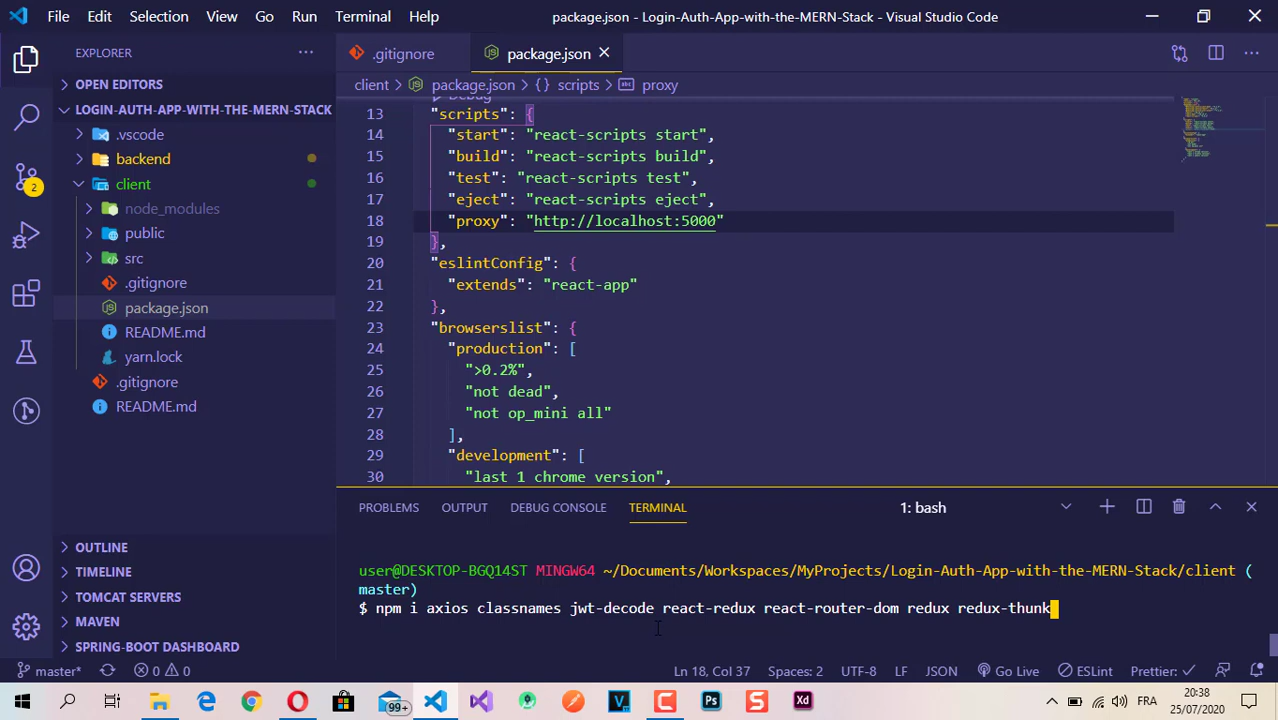 File Edit Selection View Go Run Terminal Help package.json - Login-Auth-App-with-the-MERN-Stack - Visual Studio Code
EXPLORER
OPEN EDITORS
LOGIN-AUTH-APP-WITH-THE-MERN-STACK
.vscode
backend
client
node_modules
public
src
.gitignore
package.json
README.md
yarn.lock
.gitignore
README.md
OUTLINE
TIMELINE
TOMCAT SERVERS
MAVEN
SPRING-BOOT DASHBOARD
2
.gitignore package.json
client > package.json > {} scripts > abc proxy
Debug
13 "scripts": {
14 "start": "react-scripts start",
15 "build": "react-scripts build",
16 "test": "react-scripts test",
17 "eject": "react-scripts eject",
18 "proxy": "http://localhost:5000"
19 },
20 "eslintConfig": {
21 "extends": "react-app"
22 },
23 "browserslist": {
24 "production": [
25 ">0.2%",
26 "not dead",
27 "not op_mini all"
28 ],
29 "development": [
30 "last 1 chrome version",
PROBLEMS OUTPUT DEBUG CONSOLE TERMINAL 1: bash
user@DESKTOP-BGQ14ST MINGW64 ~/Documents/Workspaces/MyProjects/Login-Auth-App-with-the-MERN-Stack/client (
master)
$ npm i axios classnames jwt-decode react-redux react-router-dom redux redux-thunk
master* 0 0 Ln 18, Col 37 Spaces: 2 UTF-8 LF JSON Go Live ESLint Prettier: ✓
99+ Ps Xd FRA 20:38
25/07/2020